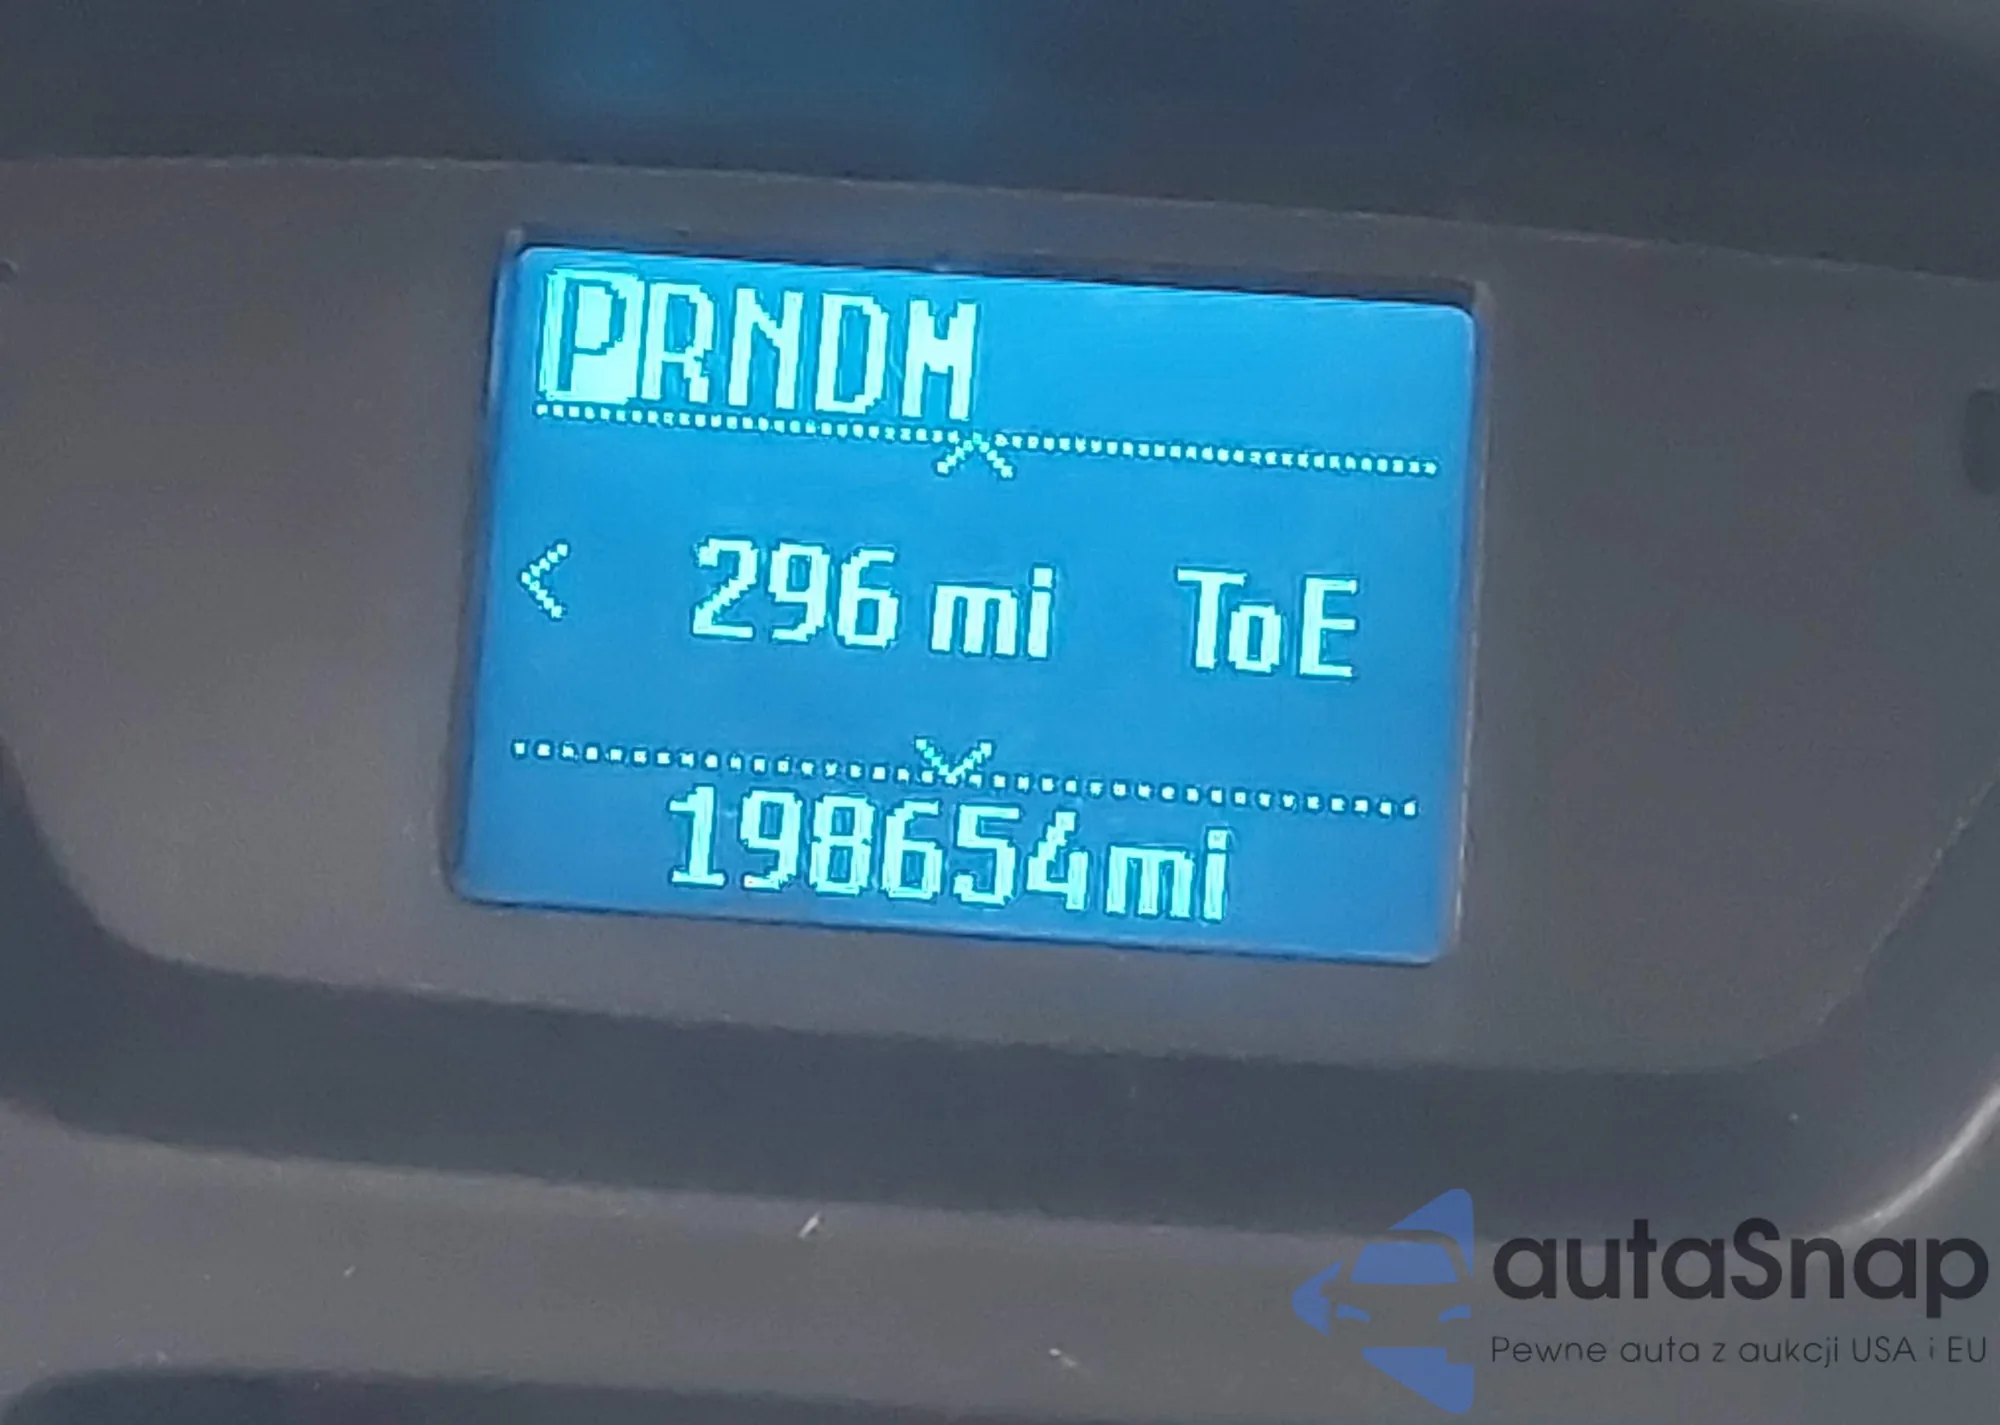 PRNDM
< 296 mi ToE
198654mi
autaSnap
Pewne auta z aukcji USA i EU